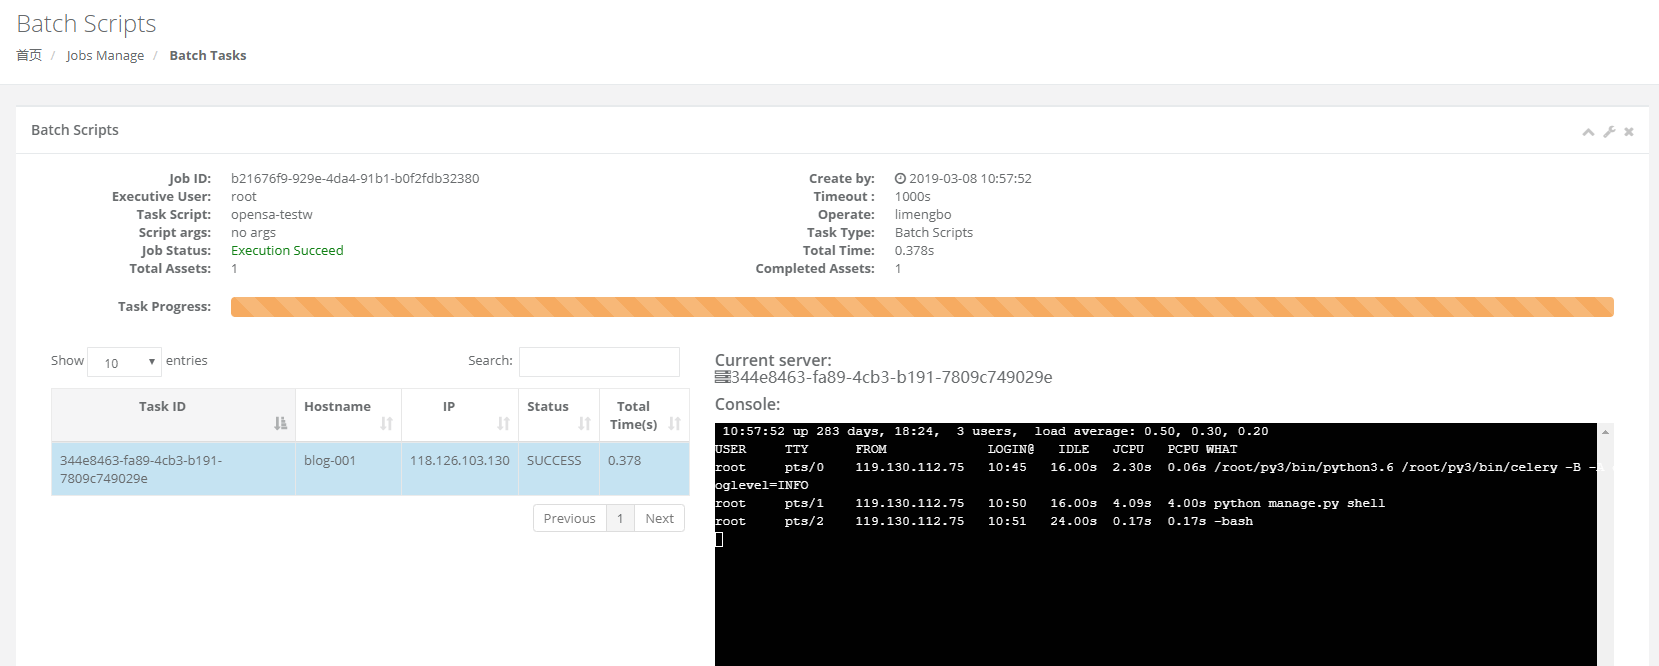 Batch Scripts
首页 / Jobs Manage / Batch Tasks
Batch Scripts
Job ID: b21676f9-929e-4da4-91b1-b0f2fdb32380
Executive User: root
Task Script: opensa-testw
Script args: no args
Job Status: Execution Succeed
Total Assets: 1
Create by: 2019-03-08 10:57:52
Timeout : 1000s
Operate: limengbo
Task Type: Batch Scripts
Total Time: 0.378s
Completed Assets: 1
Task Progress:
Show 10 entries
Search:
Task ID Hostname IP Status Total
Time(s)
344e8463-fa89-4cb3-b191- blog-001 118.126.103.130 SUCCESS 0.378
7809c749029e
Previous 1 Next
Current server:
344e8463-fa89-4cb3-b191-7809c749029e
Console:
10:57:52 up 283 days, 18:24, 3 users, load average: 0.50, 0.30, 0.20
USER TTY FROM LOGIN@ IDLE JCPU PCPU WHAT
root pts/0 119.130.112.75 10:45 16.00s 2.30s 0.06s /root/py3/bin/python3.6 /root/py3/bin/celery -B -A
oglevel=INFO
root pts/1 119.130.112.75 10:50 16.00s 4.09s 4.00s python manage.py shell
root pts/2 119.130.112.75 10:51 24.00s 0.17s 0.17s -bash